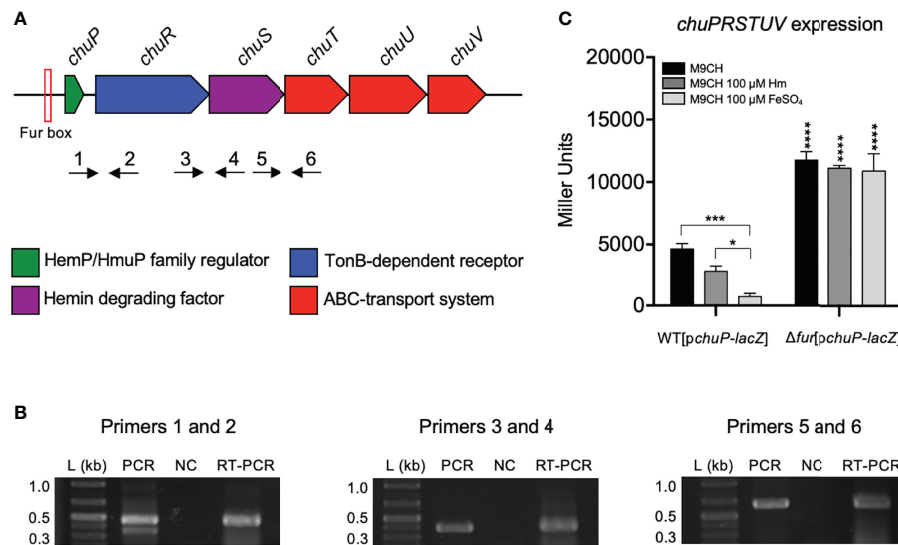 A
chuP
chuR
chuS
chuT
chuU
chuV
Fur box
1
2
3
4
5
6
HemP/HmuP family regulator
TonB-dependent receptor
Hemin degrading factor
ABC-transport system
C
chuPRSTUV expression
20000
15000
10000
5000
0
Miller Units
M9CH
M9CH 100 µM Hm
M9CH 100 µM FeSO₄
***
*
****
****
****
WT[pchuP-lacZ]
Δfur[pchuP-lacZ]
B
Primers 1 and 2
L (kb) PCR NC RT-PCR
1.0
0.5
0.3
Primers 3 and 4
L (kb) PCR NC RT-PCR
1.0
0.5
0.3
Primers 5 and 6
L (kb) PCR NC RT-PCR
1.0
0.5
0.3